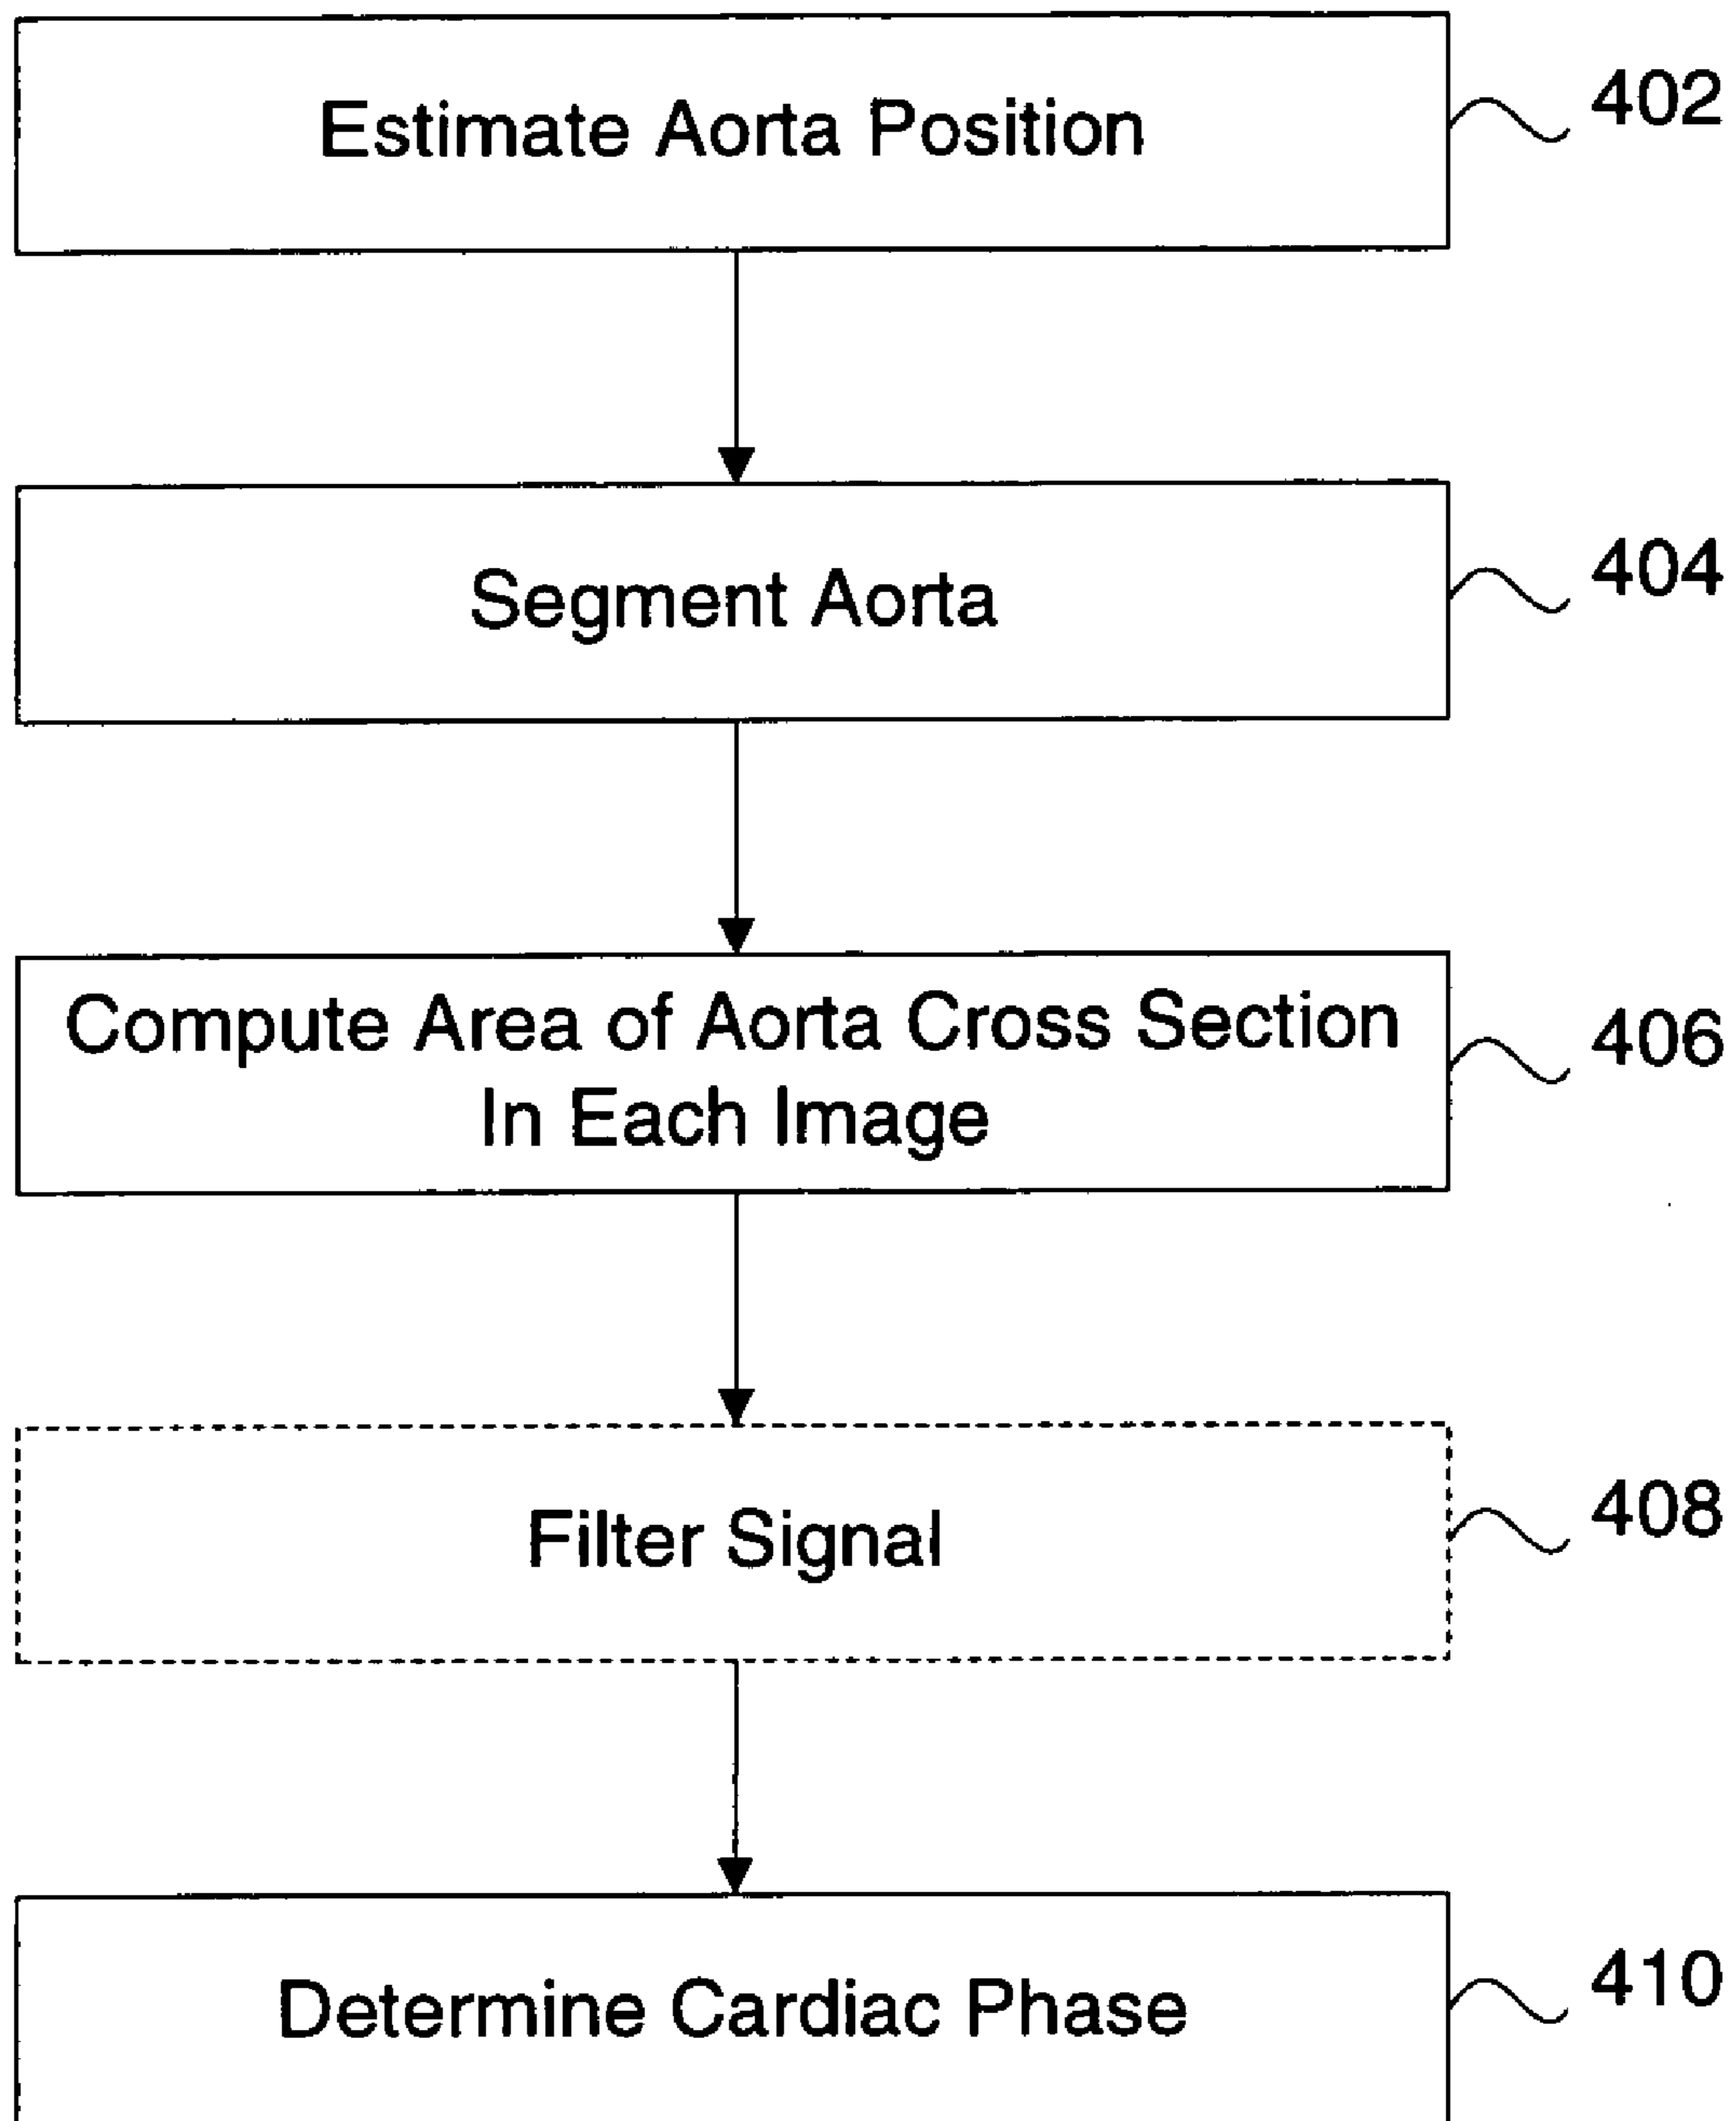 Estimate Aorta Position
402
Segment Aorta
404
Compute Area of Aorta Cross Section
In Each Image
406
Filter Signal
408
Determine Cardiac Phase
410